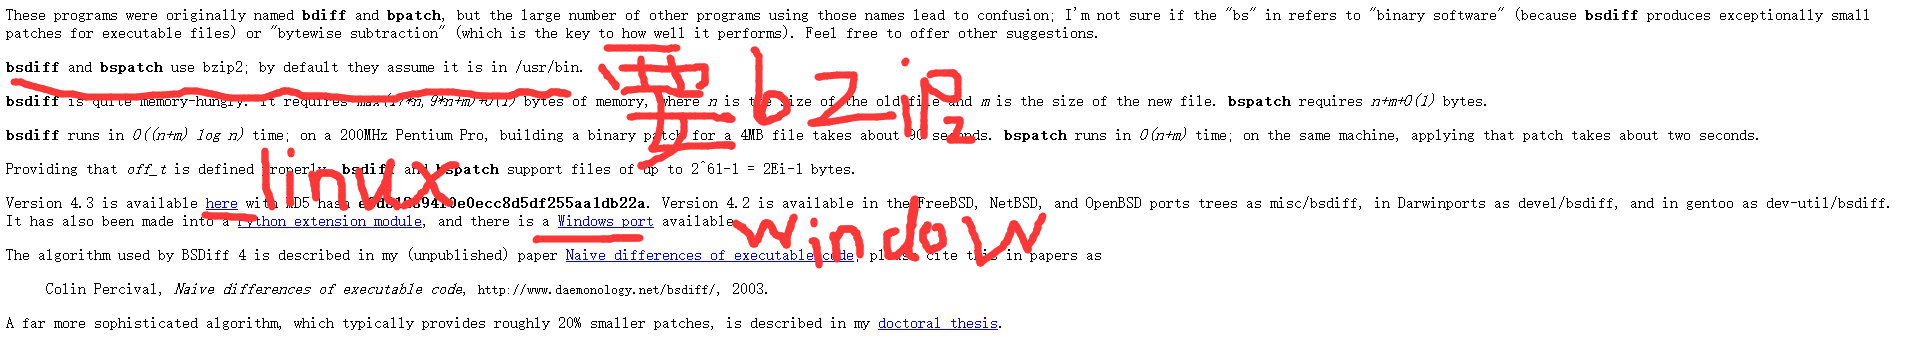 These programs were originally named bdiff and bpatch, but the large number of other programs using those names lead to confusion; I'm not sure if the "bs" in refers to "binary software" (because bsdiff produces exceptionally small
patches for executable files) or "bytewise subtraction" (which is the key to how well it performs). Feel free to offer other suggestions.
bsdiff and bspatch use bzip2; by default they assume it is in /usr/bin.
要bzip2
bsdiff is quite memory-hungry. It requires max(17*n,9*n+m)+O(1) bytes of memory, where n is the size of the old file and m is the size of the new file. bspatch requires n+m+O(1) bytes.
bsdiff runs in O((n+m) log n) time; on a 200MHz Pentium Pro, building a binary patch for a 4MB file takes about 90 seconds. bspatch runs in O(n+m) time; on the same machine, applying that patch takes about two seconds.
Providing that off_t is defined properly, bsdiff and bspatch support files of up to 2^61-1 = 2Ei-1 bytes.
linux
Version 4.3 is available here with MD5 hash. Version 4.2 is available in the FreeBSD, NetBSD, and OpenBSD ports trees as misc/bsdiff, in Darwinports as devel/bsdiff, and in gentoo as dev-util/bsdiff.
It has also been made into a Python extension module, and there is a Windows port available.
window
The algorithm used by BSDiff 4 is described in my (unpublished) paper Naive differences of executable code; please cite this in papers as
Colin Percival, Naive differences of executable code, http://www.daemonology.net/bsdiff/, 2003.
A far more sophisticated algorithm, which typically provides roughly 20% smaller patches, is described in my doctoral thesis.